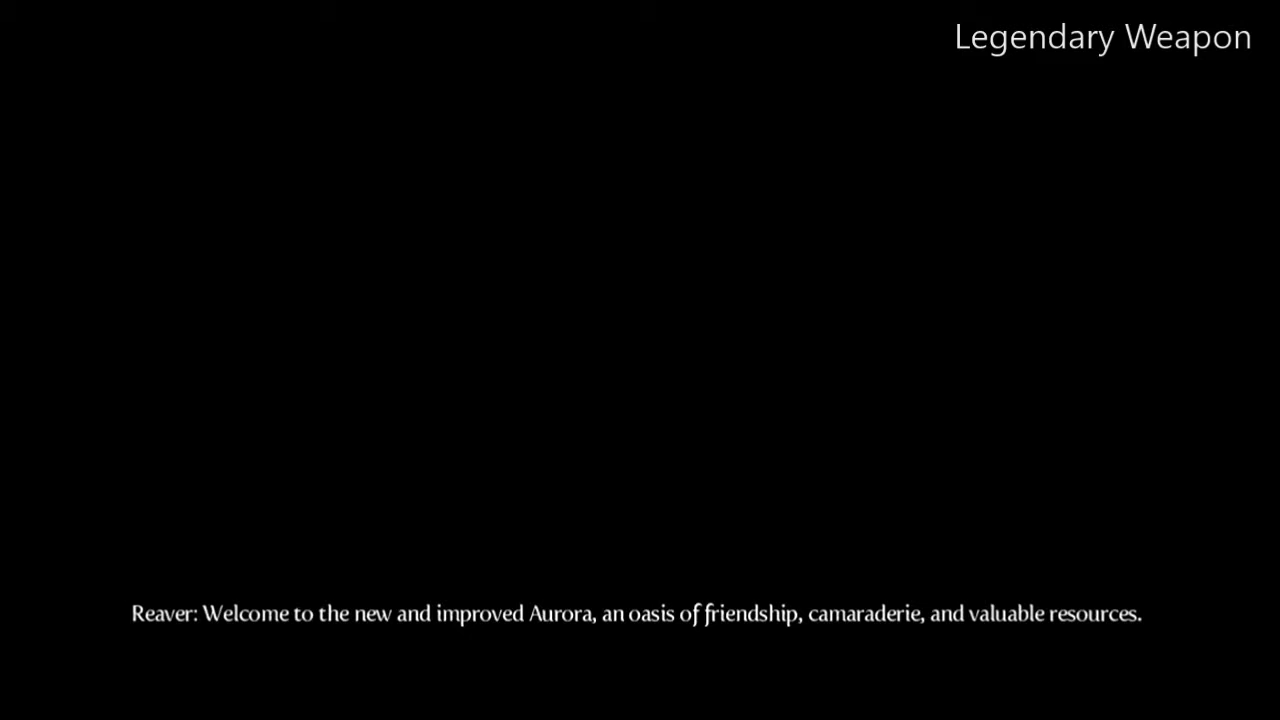 Legendary Weapon
Reaver: Welcome to the new and improved Aurora, an oasis of friendship, camaraderie, and valuable resources.